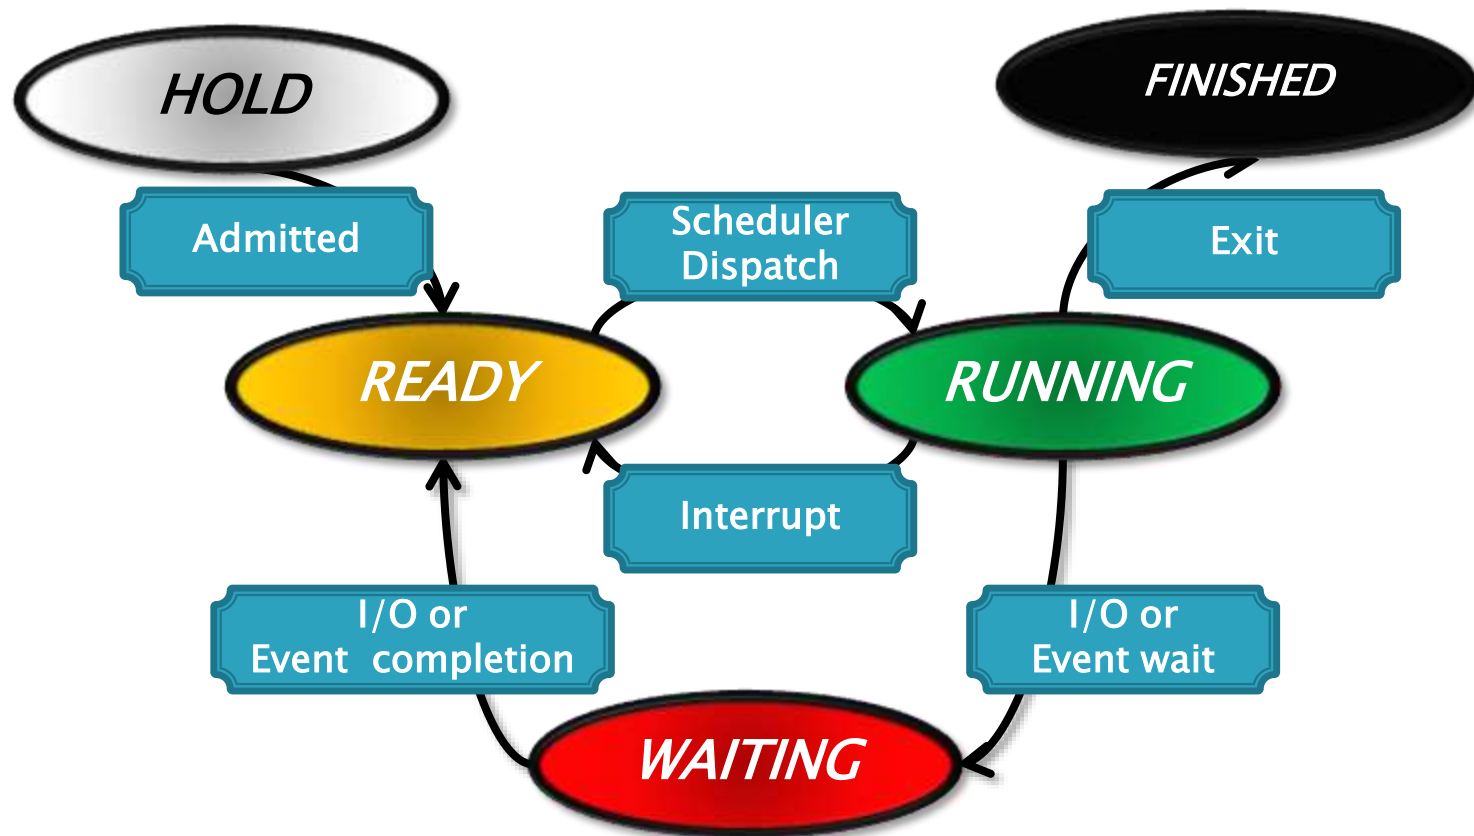 HOLD
FINISHED
Admitted
Scheduler
Dispatch
Exit
READY
RUNNING
Interrupt
I/O or
Event completion
I/O or
Event wait
WAITING